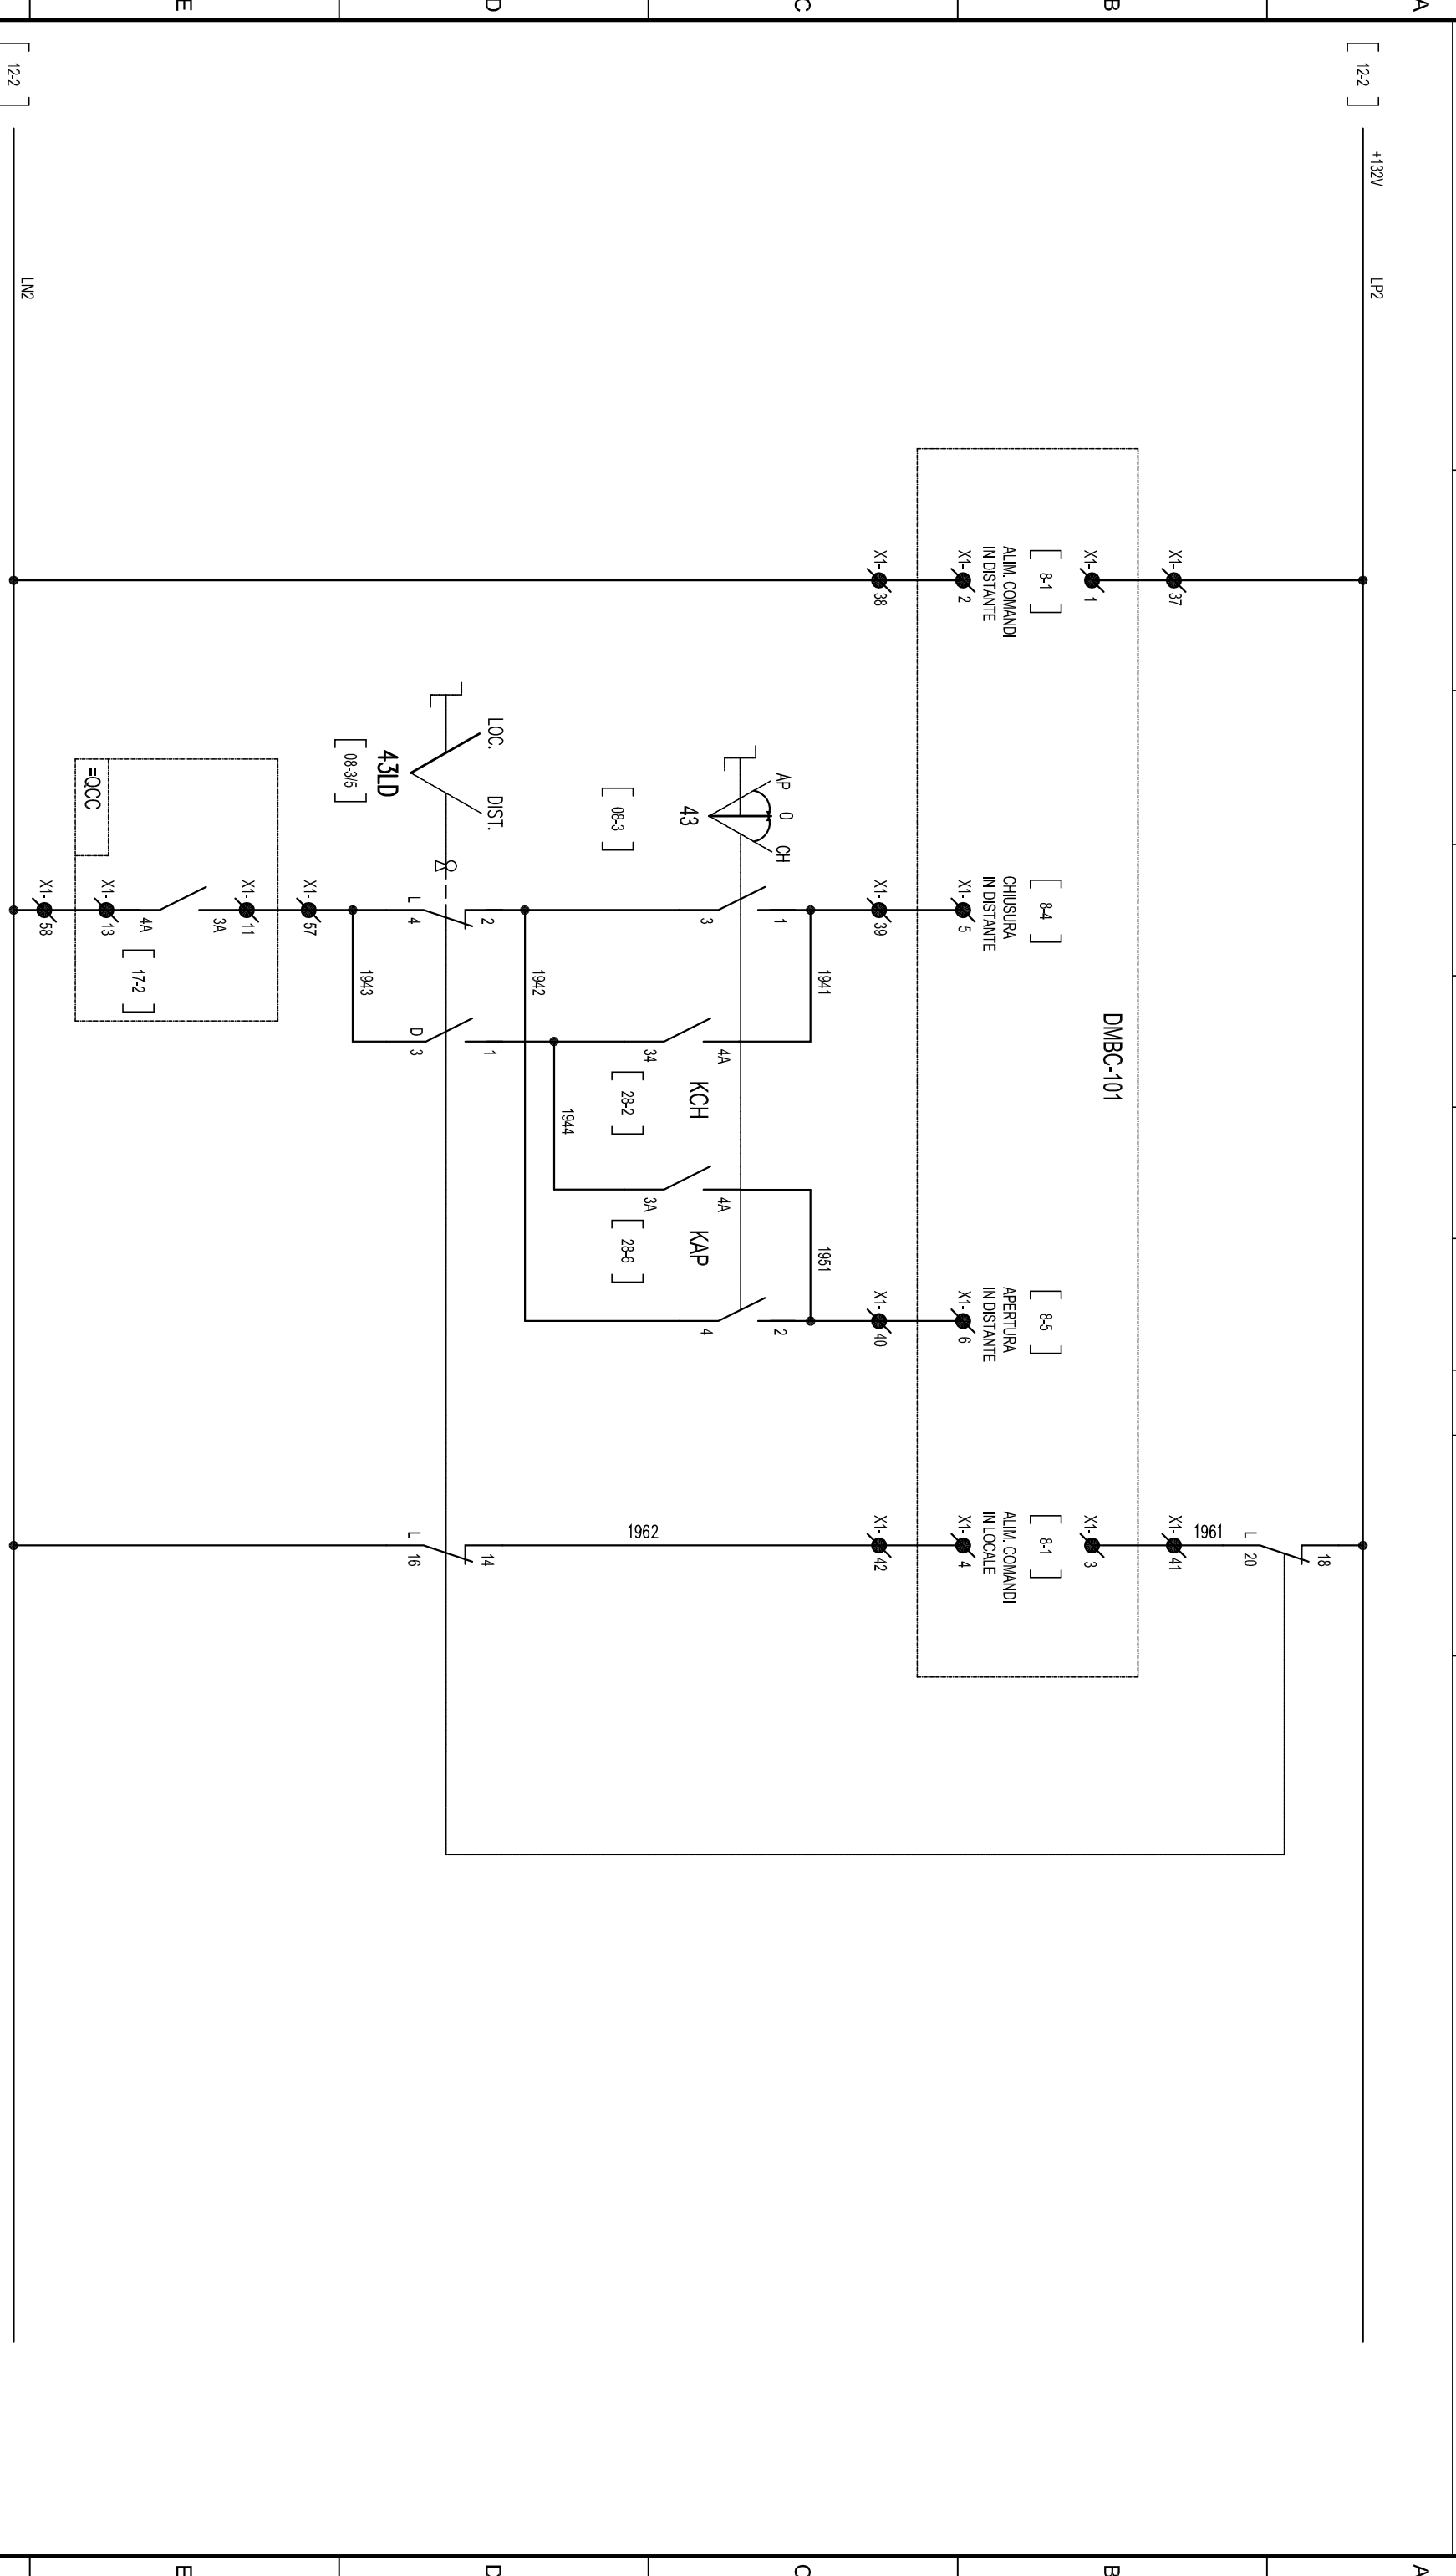 A
B
C
D
E
12-2
+132V
LP2
X1-
37
X1-
1
8-1
ALIM. COMANDI
IN DISTANTE
X1-
2
X1-
38
DMBC-101
8-4
CHIUSURA
IN DISTANTE
X1-
5
X1-
39
8-5
APERTURA
IN DISTANTE
X1-
6
X1-
40
18
L
20
1961
X1-
41
X1-
3
8-1
ALIM. COMANDI
IN LOCALE
X1-
4
X1-
42
1962
1941
1951
AP
0
CH
43
08-3
1
3
4A
34
KCH
28-2
4A
3A
KAP
28-6
2
4
1942
1944
LOC.
DIST.
43LD
08-3/5
2
L
4
1
D
3
14
L
16
1943
X1-
57
X1-
11
3A
4A
17-2
X1-
13
=QCC
X1-
58
12-2
LN2
A
B
C
D
E